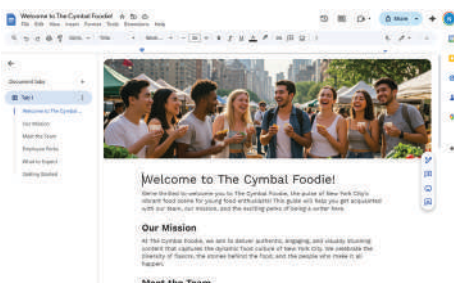 Welcome to The Cymbal Foodie!
File Edit View Insert Format Tools Extensions Help
Share
Document tabs
Tab 1
Welcome to The Cymbal ...
Our Mission
Meet the Team
Employee Perks
What to Expect
Getting Started
Welcome to The Cymbal Foodie!
We're thrilled to welcome you to The Cymbal Foodie, the pulse of New York City's
vibrant food scene for young food enthusiasts! This guide will help you get acquainted
with our team, our mission, and the exciting perks of being a writer here.
Our Mission
At The Cymbal Foodie, we aim to deliver authentic, engaging, and visually stunning
content that captures the dynamic food culture of New York City. We celebrate the
diversity of flavors, the stories behind the food, and the people who make it all
happen.
Meet the Team